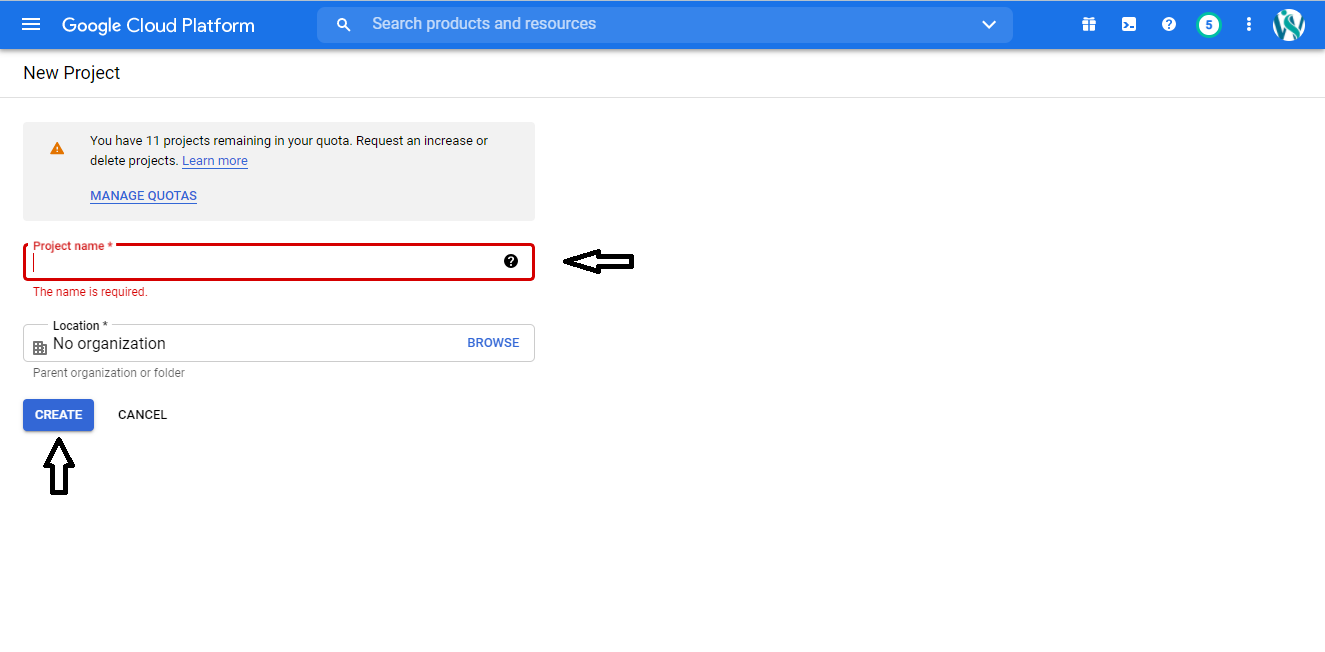 Google Cloud Platform
Search products and resources
5
New Project
You have 11 projects remaining in your quota. Request an increase or
delete projects. Learn more
MANAGE QUOTAS
Project name *
The name is required.
Location *
No organization
BROWSE
Parent organization or folder
CREATE
CANCEL